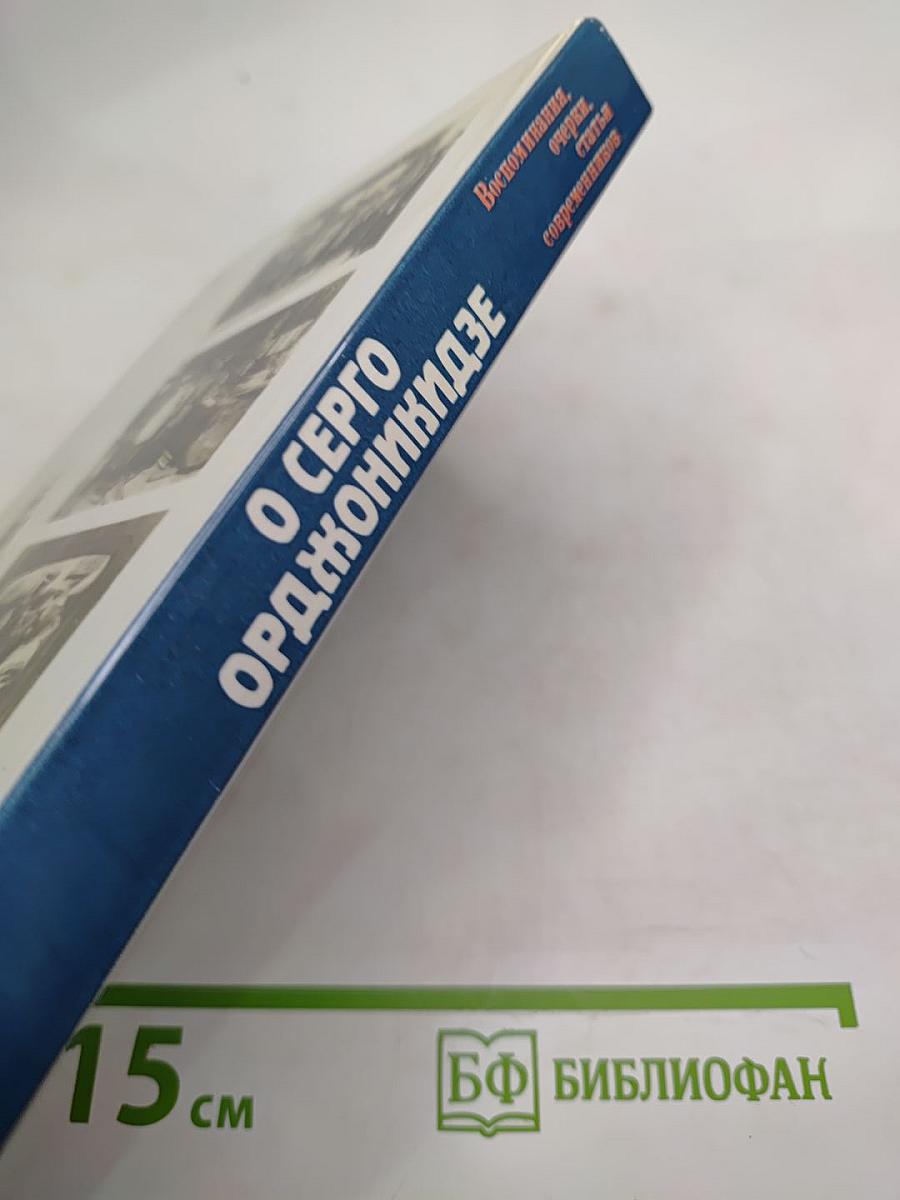 О СЕРГО
ОРДЖОНИКИДЗЕ
Воспоминания,
очерки,
статьи
современников
15 см
БФ БИБЛИОФАН